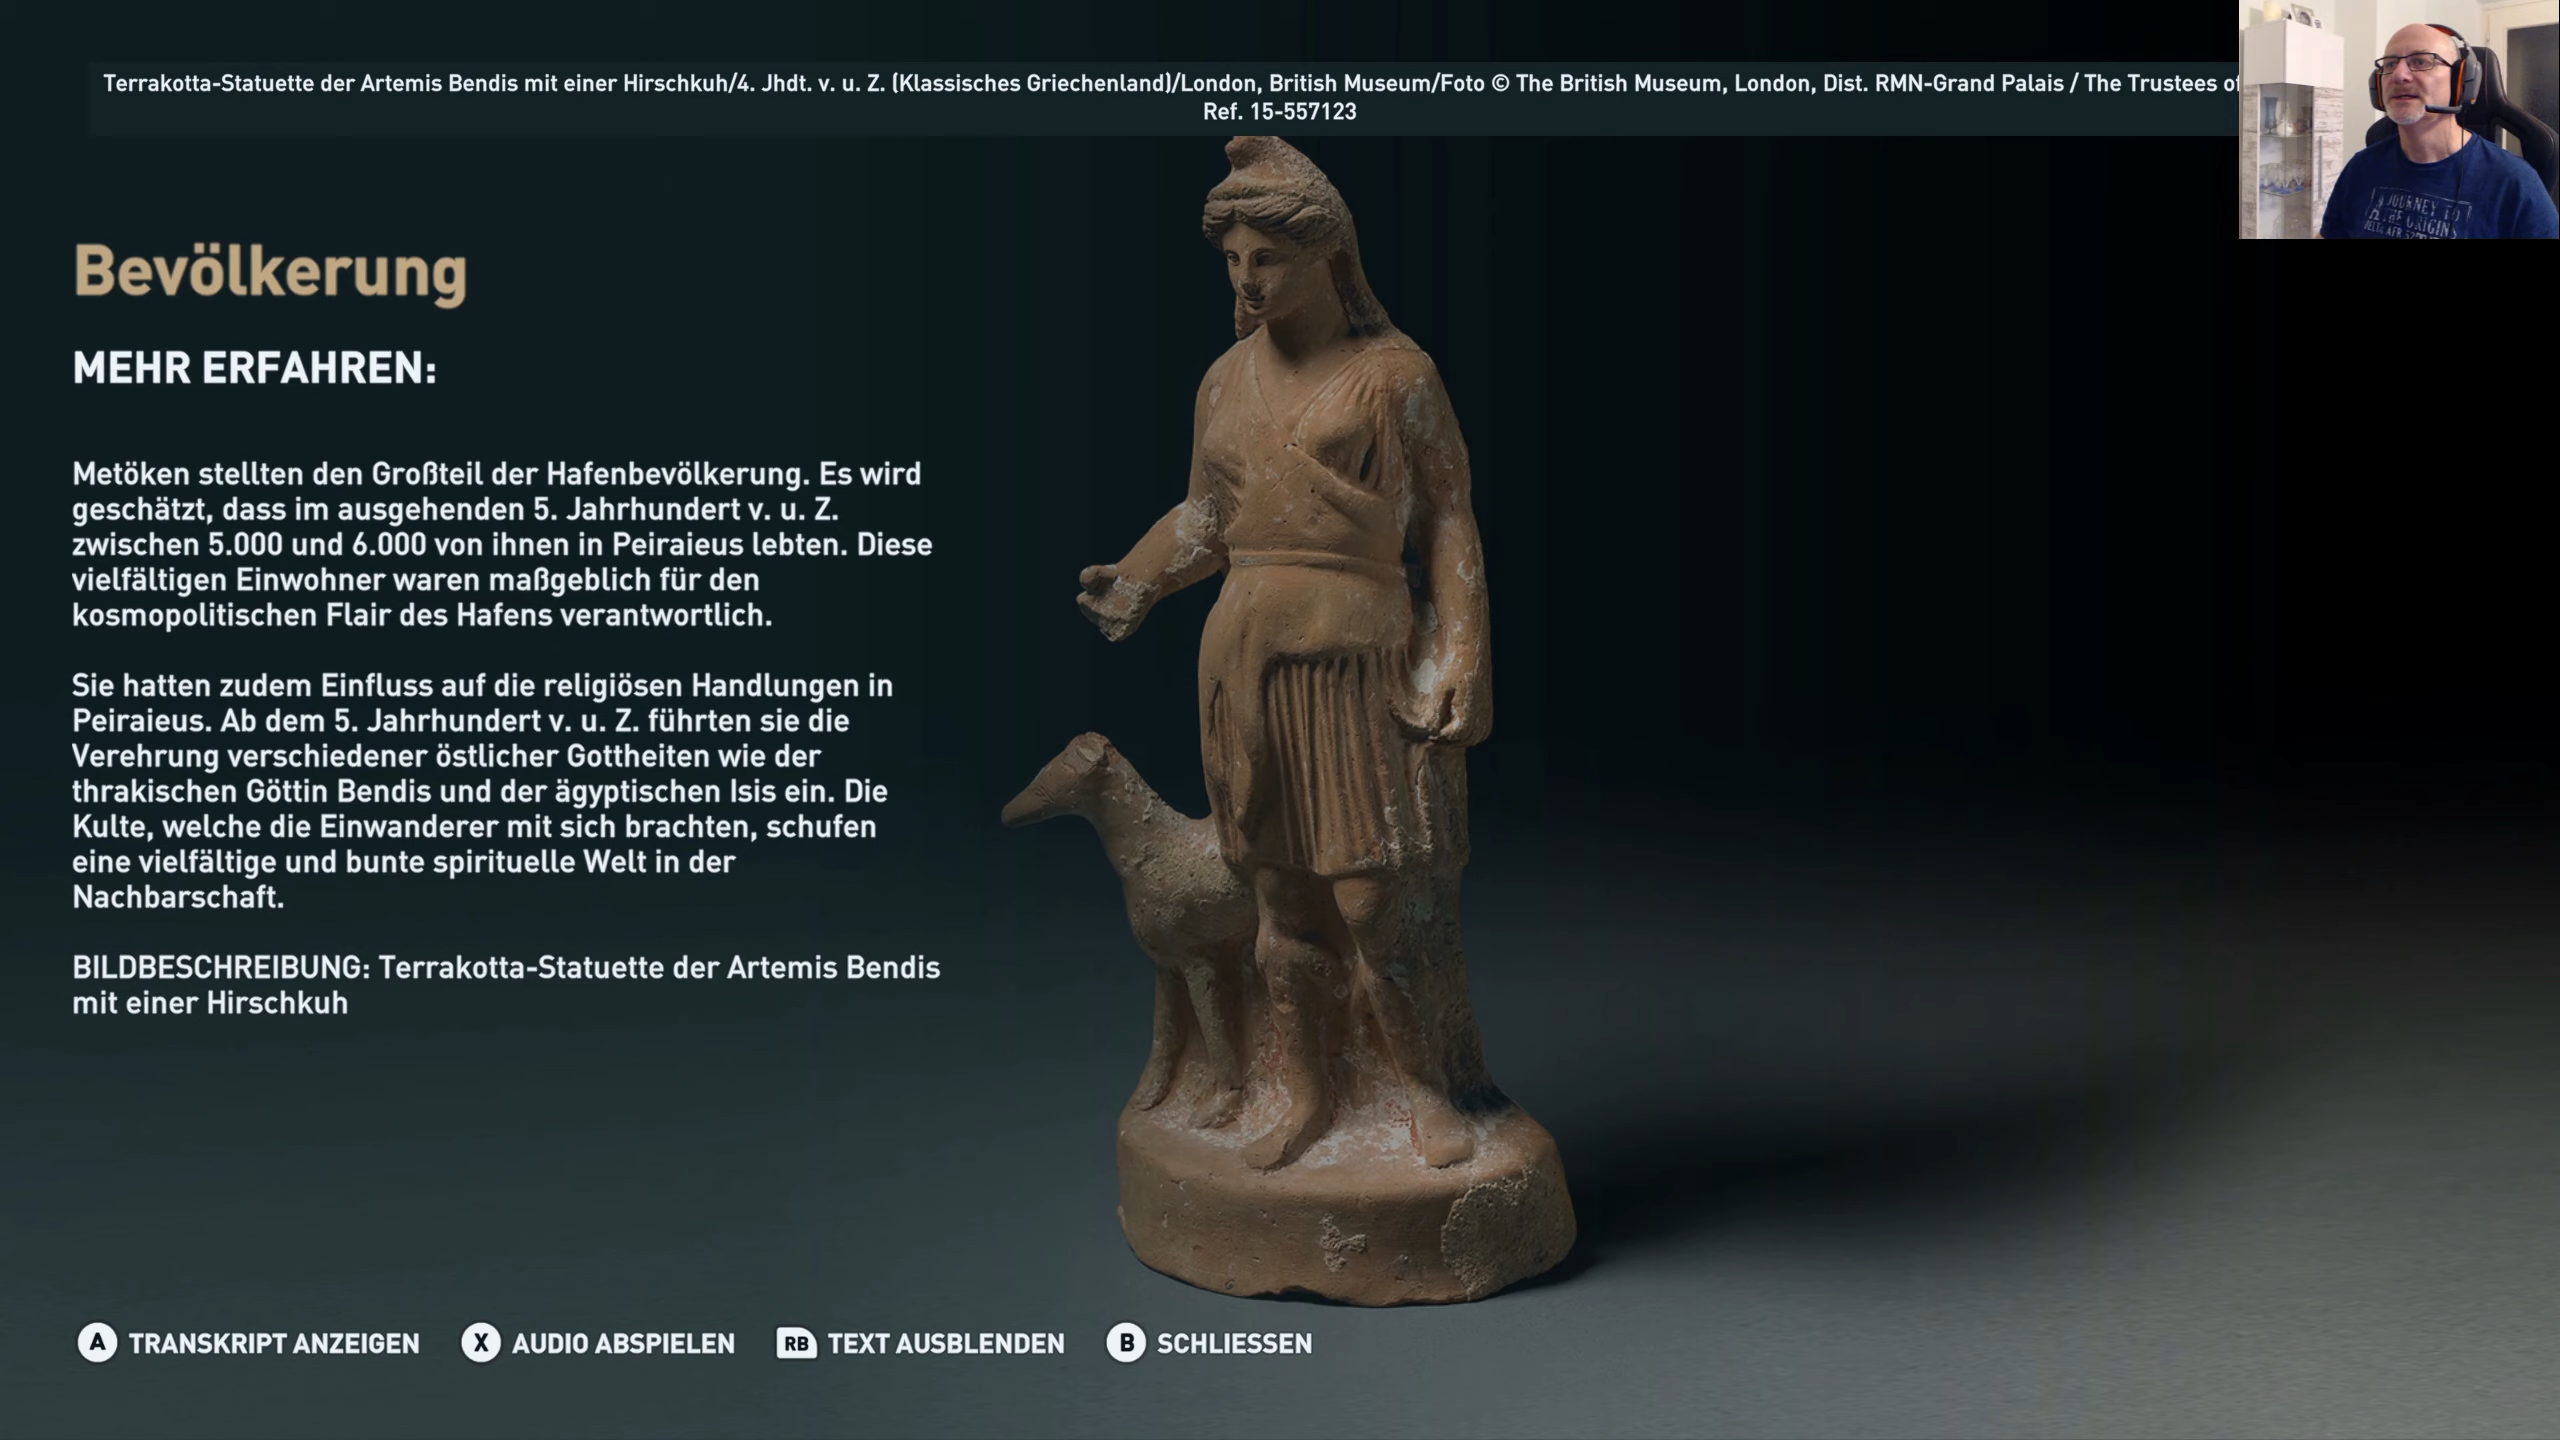 Terrakotta-Statuette der Artemis Bendis mit einer Hirschkuh/4. Jhdt. v. u. Z. (Klassisches Griechenland)/London, British Museum/Foto © The British Museum, London, Dist. RMN-Grand Palais / The Trustees of
Ref. 15-557123
Bevölkerung
MEHR ERFAHREN:
Metöken stellten den Großteil der Hafenbevölkerung. Es wird
geschätzt, dass im ausgehenden 5. Jahrhundert v. u. Z.
zwischen 5.000 und 6.000 von ihnen in Peiraieus lebten. Diese
vielfältigen Einwohner waren maßgeblich für den
kosmopolitischen Flair des Hafens verantwortlich.
Sie hatten zudem Einfluss auf die religiösen Handlungen in
Peiraieus. Ab dem 5. Jahrhundert v. u. Z. führten sie die
Verehrung verschiedener östlicher Gottheiten wie der
thrakischen Göttin Bendis und der ägyptischen Isis ein. Die
Kulte, welche die Einwanderer mit sich brachten, schufen
eine vielfältige und bunte spirituelle Welt in der
Nachbarschaft.
BILDBESCHREIBUNG: Terrakotta-Statuette der Artemis Bendis
mit einer Hirschkuh
A TRANSKRIPT ANZEIGEN X AUDIO ABSPIELEN RB TEXT AUSBLENDEN B SCHLIESSEN
JOURNEY TO
THE ORIGINS